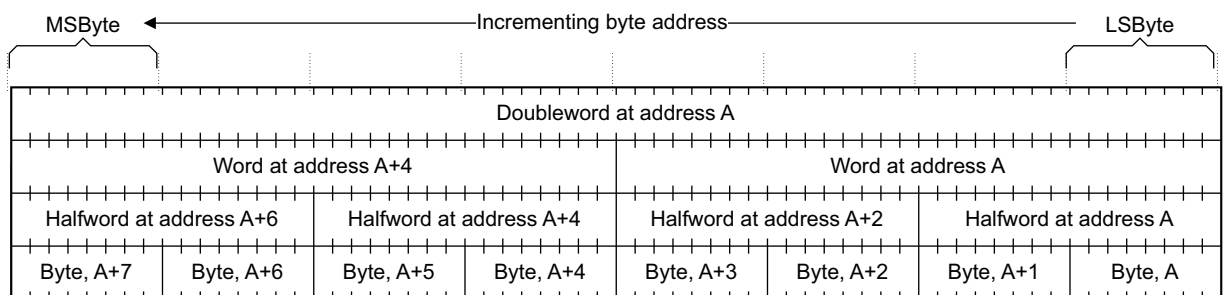 MSByte Incrementing byte address LSByte
Doubleword at address A
Word at address A+4 Word at address A
Halfword at address A+6 Halfword at address A+4 Halfword at address A+2 Halfword at address A
Byte, A+7 Byte, A+6 Byte, A+5 Byte, A+4 Byte, A+3 Byte, A+2 Byte, A+1 Byte, A